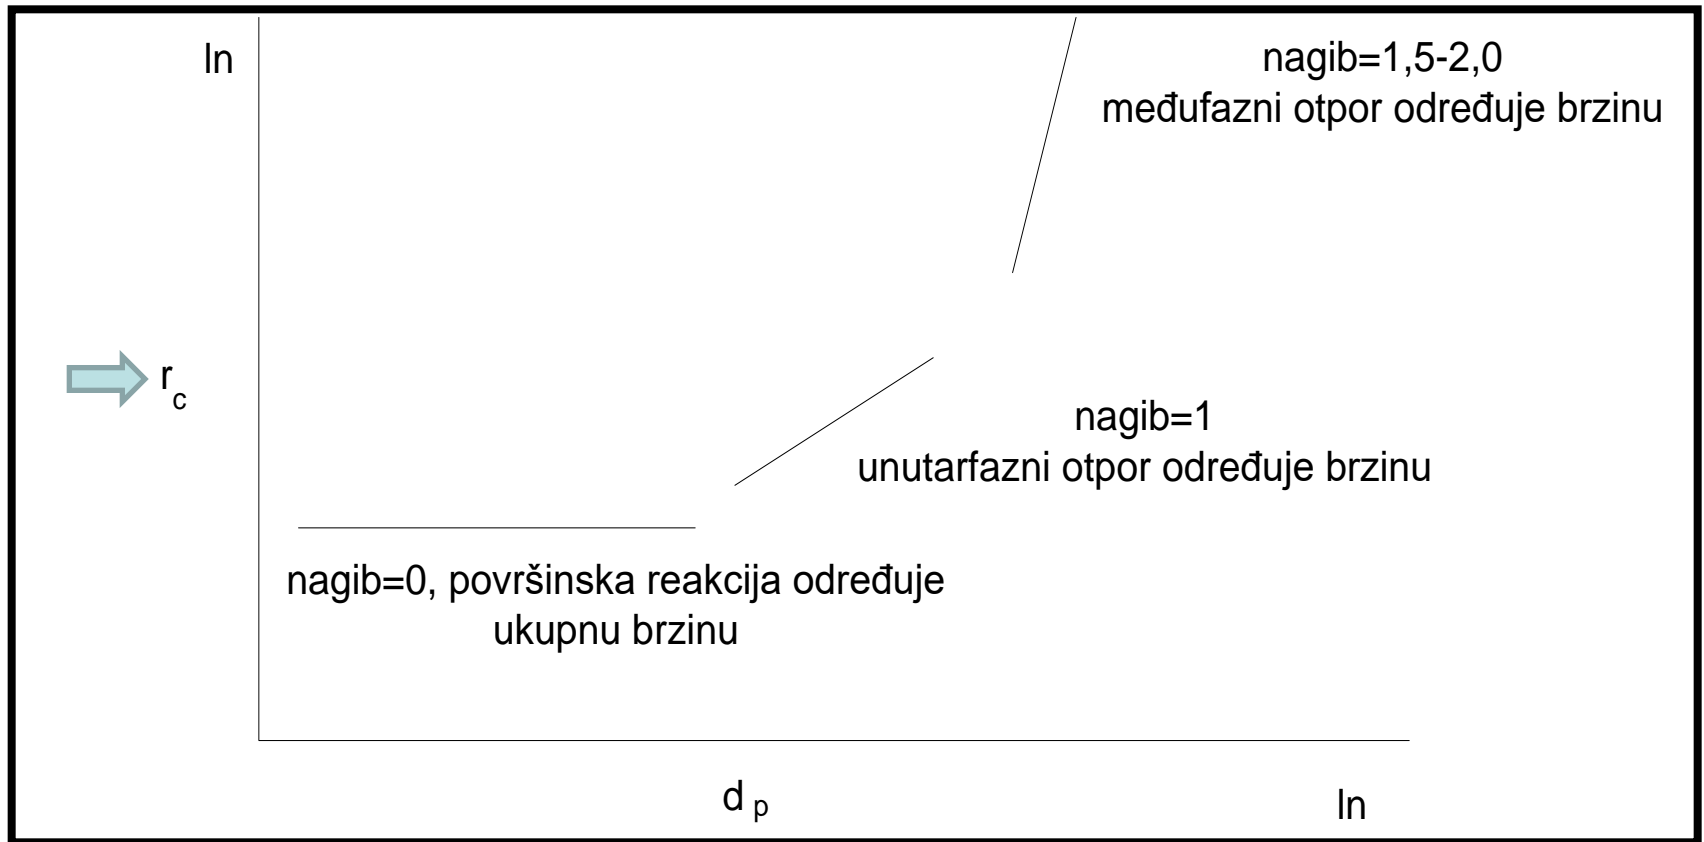 ln
nagib=1,5-2,0
međufazni otpor određuje brzinu
r c
nagib=1
unutarfazni otpor određuje brzinu
nagib=0, površinska reakcija određuje
ukupnu brzinu
d p
ln